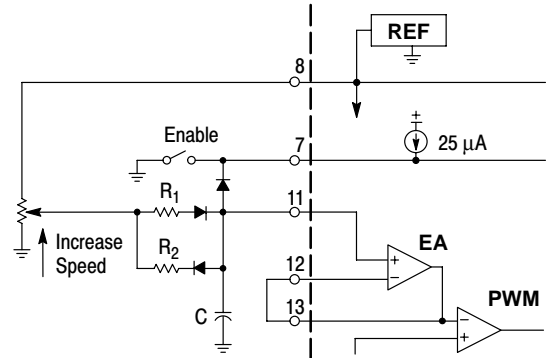 REF
8
Enable
7
25 µA
R1
11
EA
Increase
Speed
R2
12
PWM
13
C